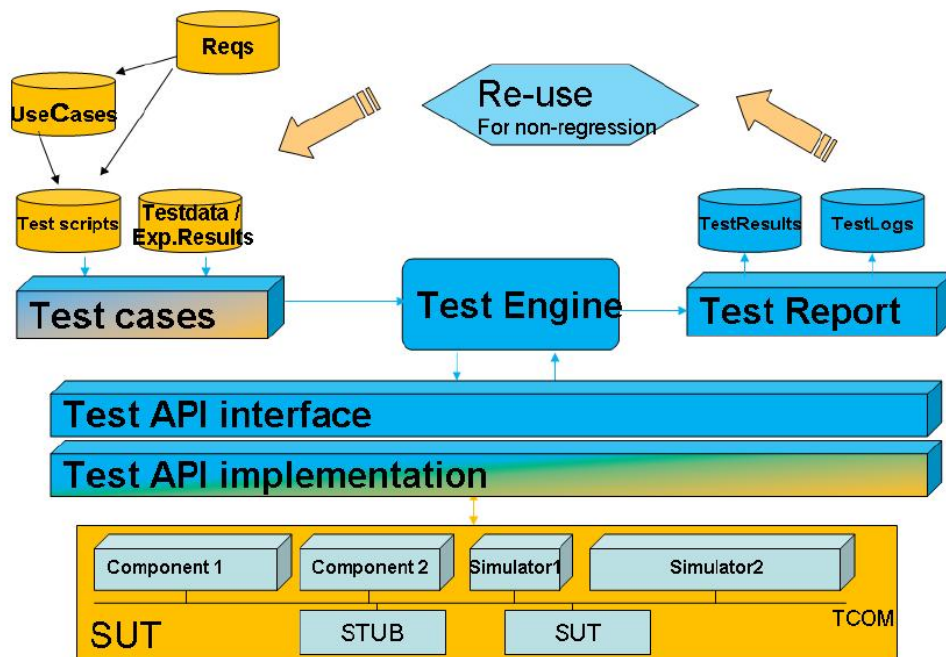 Reqs
UseCases
Re-use
For non-regression
Test scripts
Testdata /
Exp.Results
TestResults
TestLogs
Test cases
Test Engine
Test Report
Test API interface
Test API implementation
Component 1
Component 2
Simulator1
Simulator2
TCOM
SUT
STUB
SUT